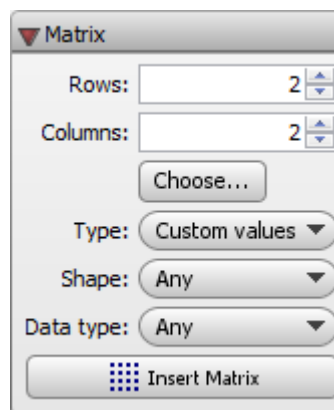 Matrix
Rows: 2
Columns: 2
Choose...
Type: Custom values
Shape: Any
Data type: Any
Insert Matrix